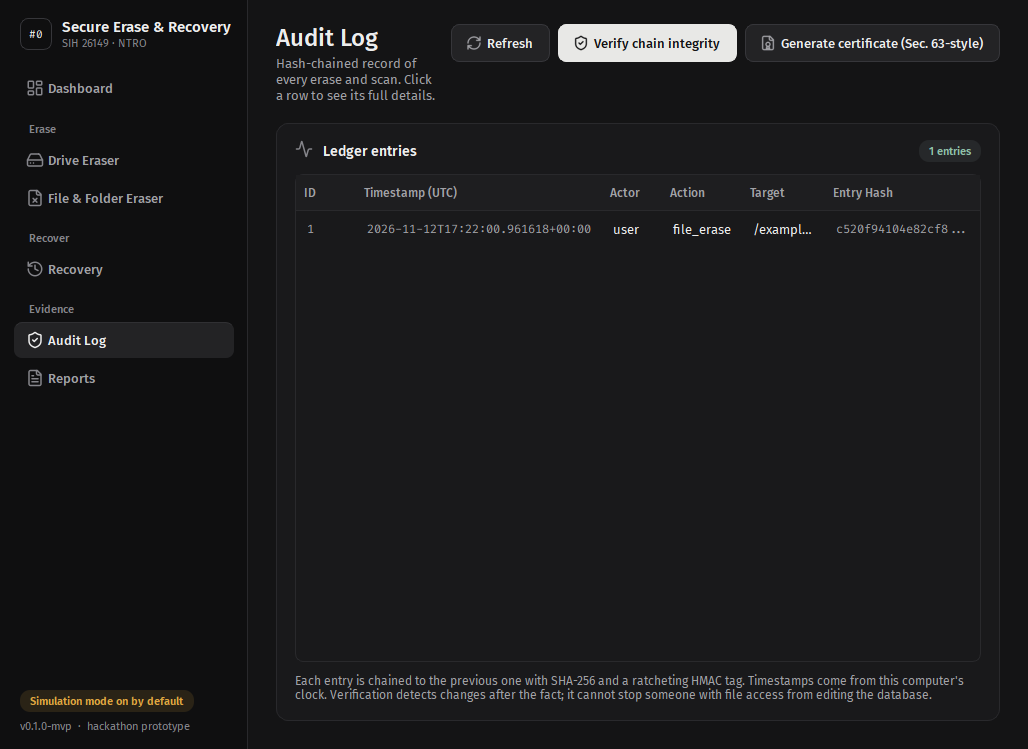 #0
Secure Erase & Recovery
SIH 26149 · NTRO
Dashboard
Erase
Drive Eraser
File & Folder Eraser
Recover
Recovery
Evidence
Audit Log
Reports
Simulation mode on by default
v0.1.0-mvp · hackathon prototype
Audit Log
Hash-chained record of
every erase and scan. Click
a row to see its full details.
Refresh
Verify chain integrity
Generate certificate (Sec. 63-style)
Ledger entries
1 entries
ID Timestamp (UTC) Actor Action Target Entry Hash
1 2026-11-12T17:22:00.961618+00:00 user file_erase /exampl... c520f94104e82cf8...
Each entry is chained to the previous one with SHA-256 and a ratcheting HMAC tag. Timestamps come from this computer's
clock. Verification detects changes after the fact; it cannot stop someone with file access from editing the database.